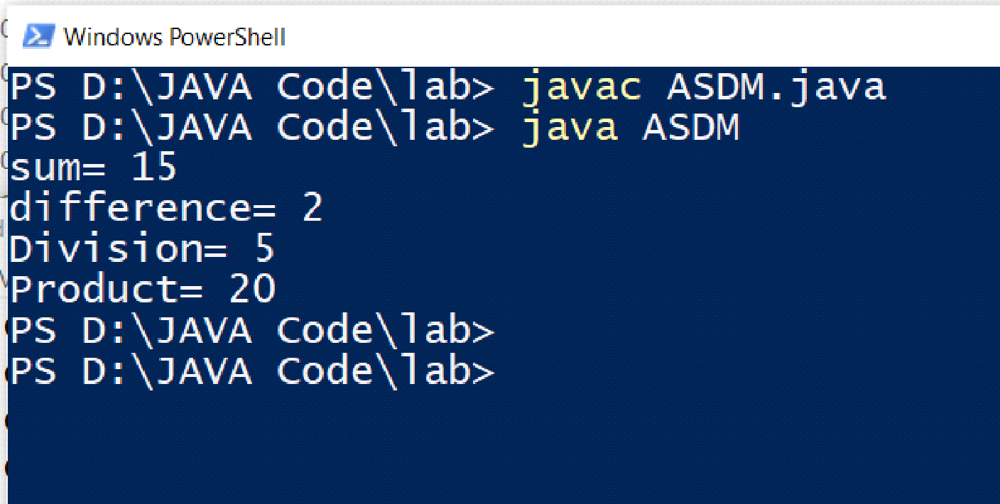 Windows PowerShell
PS D:\JAVA Code\lab> javac ASDM.java
PS D:\JAVA Code\lab> java ASDM
sum= 15
difference= 2
Division= 5
Product= 20
PS D:\JAVA Code\lab>
PS D:\JAVA Code\lab>